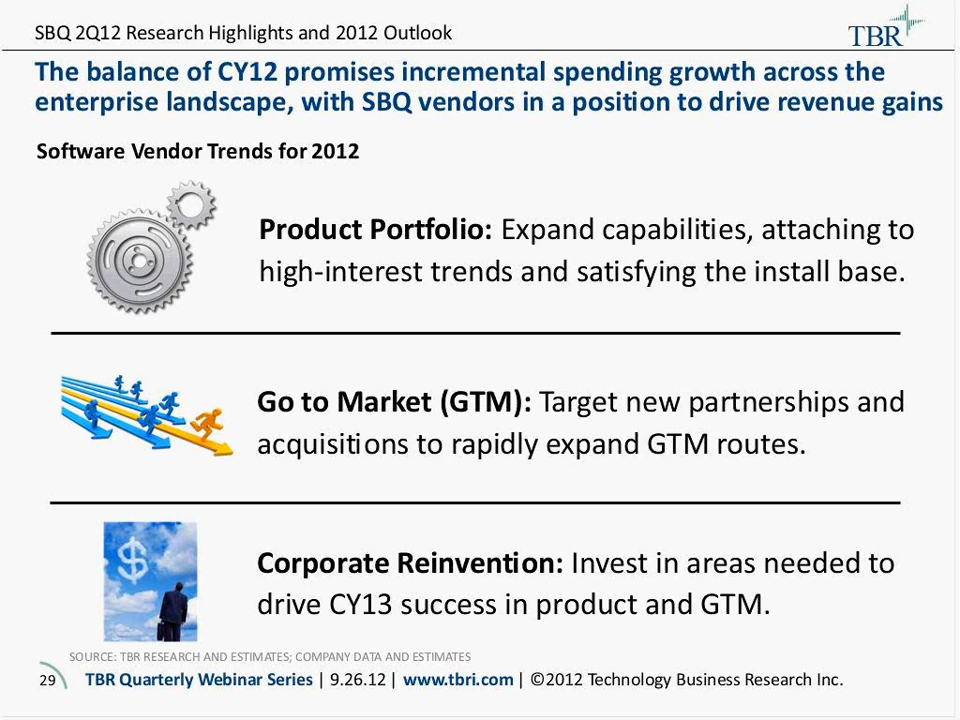 SBQ 2Q12 Research Highlights and 2012 Outlook
TBR
The balance of CY12 promises incremental spending growth across the
enterprise landscape, with SBQ vendors in a position to drive revenue gains
Software Vendor Trends for 2012
Product Portfolio: Expand capabilities, attaching to
high-interest trends and satisfying the install base.
Go to Market (GTM): Target new partnerships and
acquisitions to rapidly expand GTM routes.
$
Corporate Reinvention: Invest in areas needed to
drive CY13 success in product and GTM.
SOURCE: TBR RESEARCH AND ESTIMATES; COMPANY DATA AND ESTIMATES
29 TBR Quarterly Webinar Series | 9.26.12 | www.tbri.com | ©2012 Technology Business Research Inc.